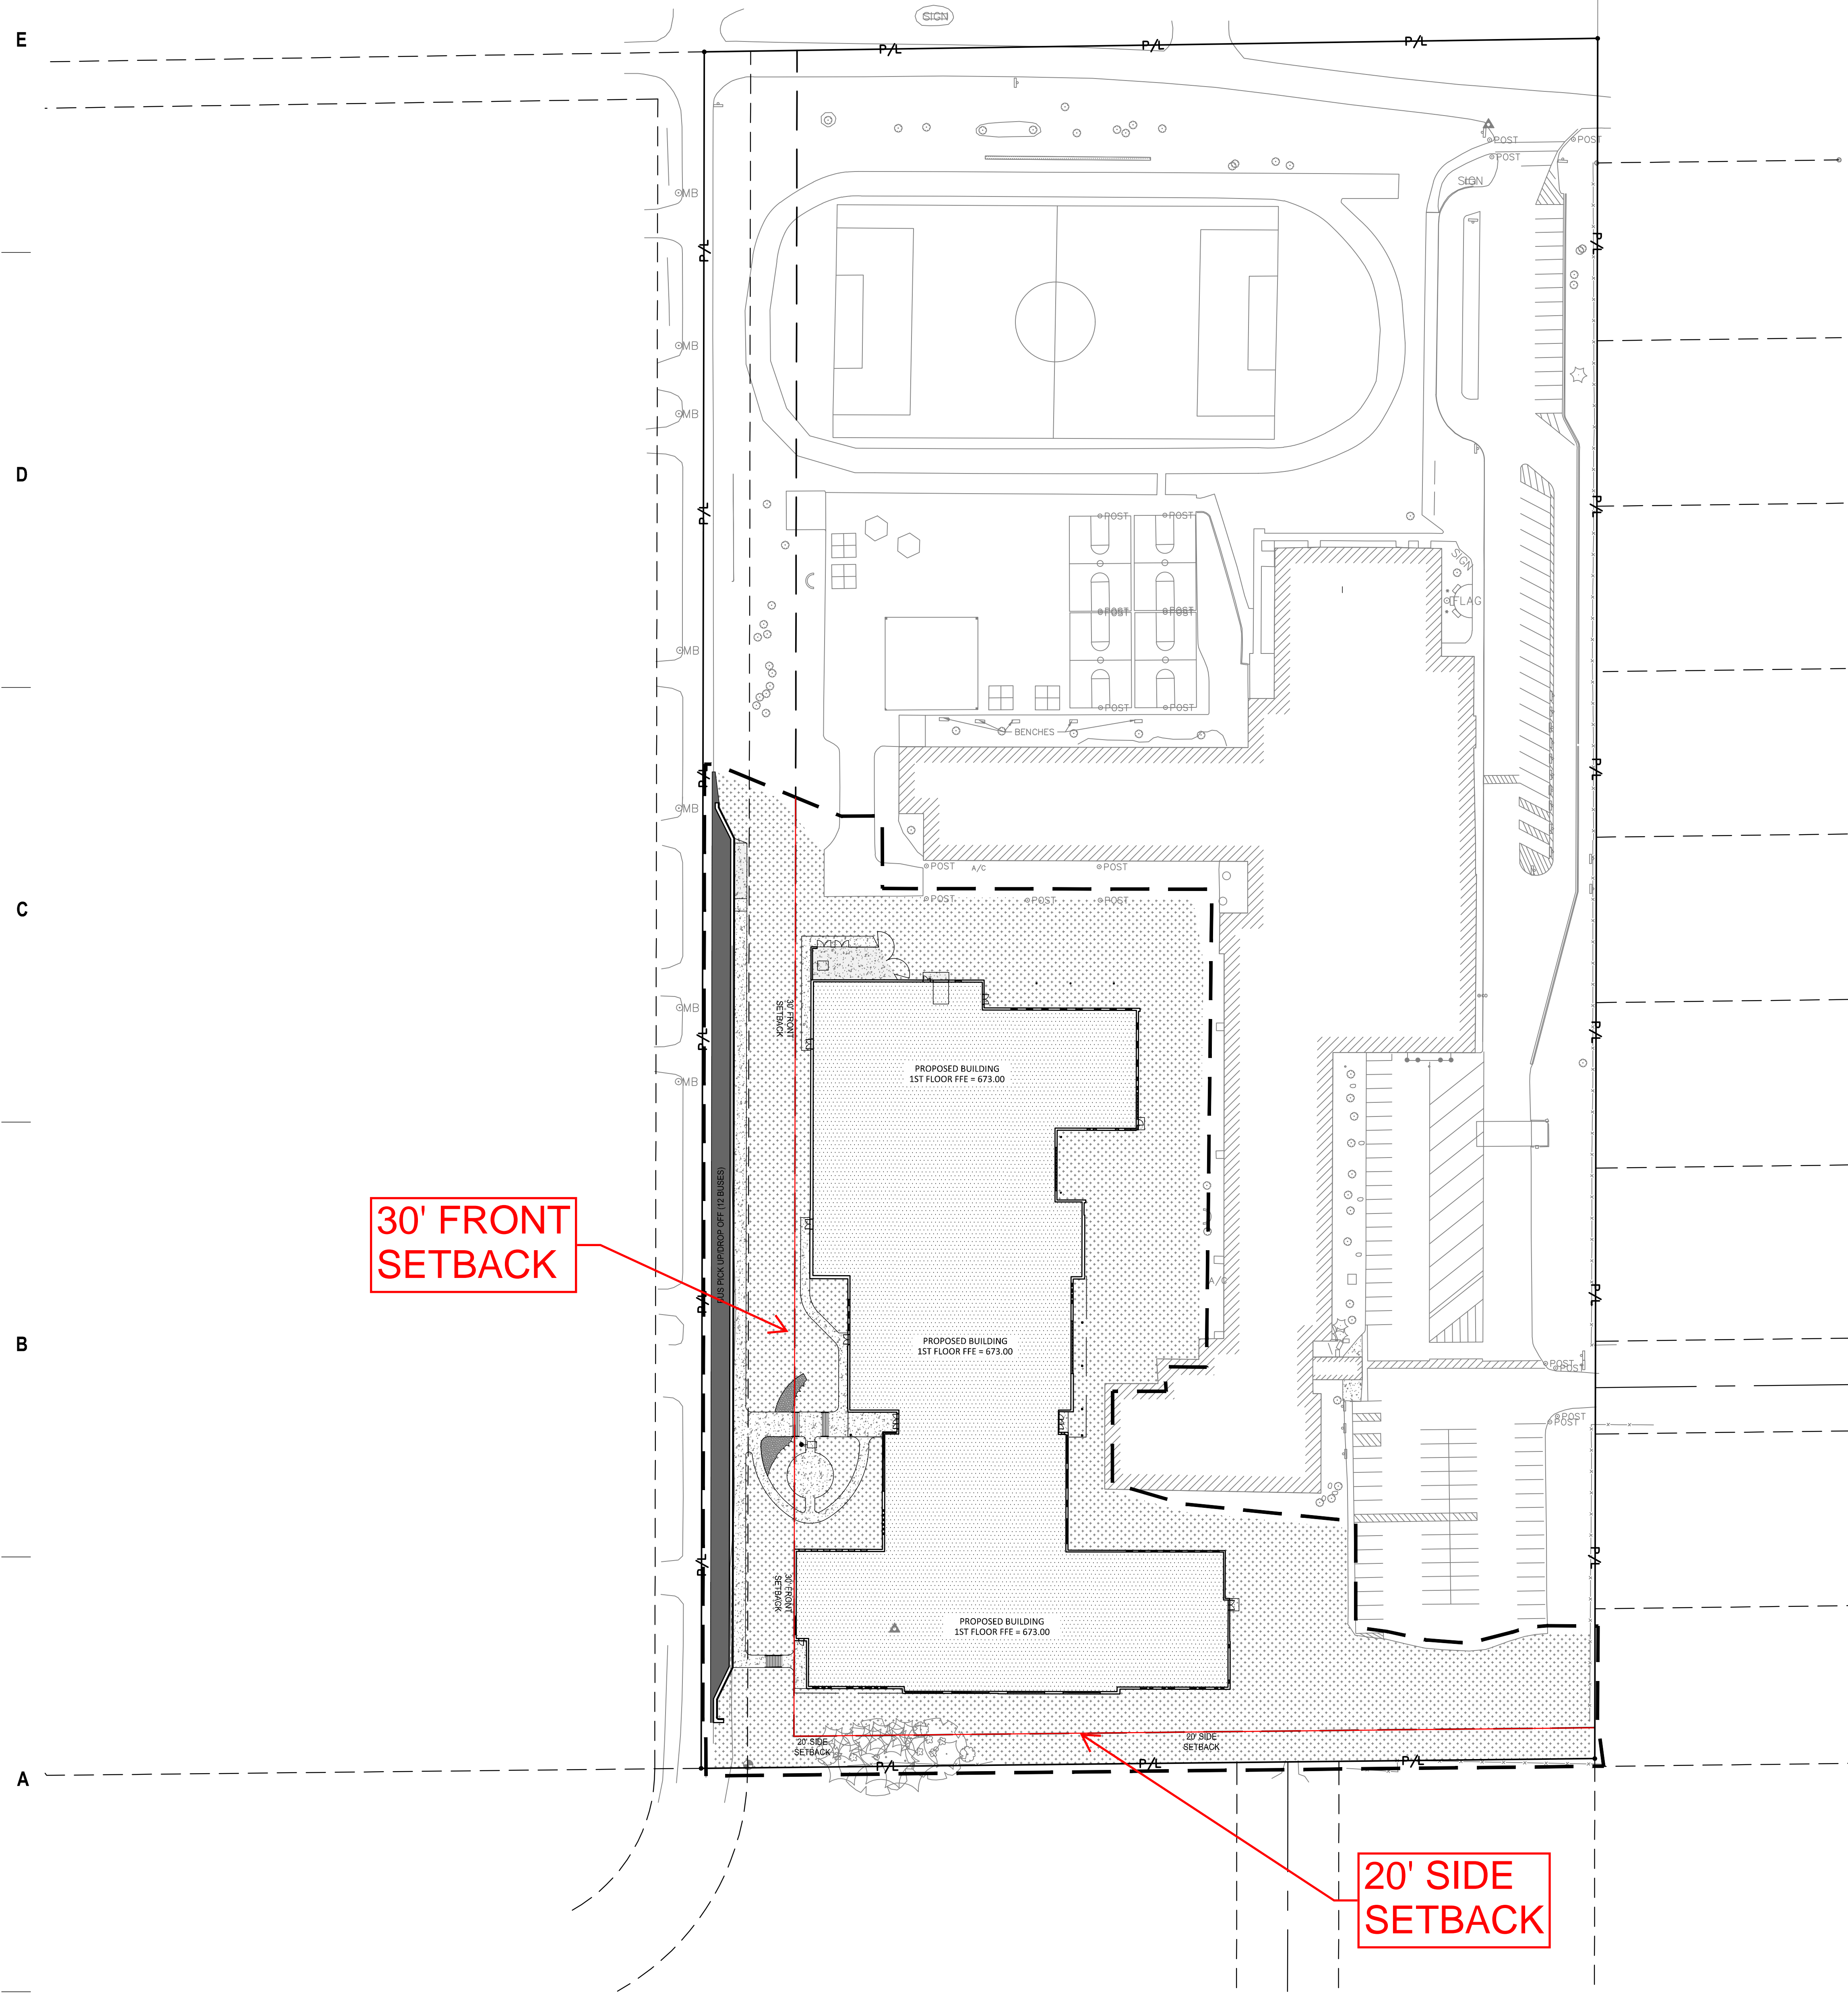 E
SIGN
P/L
P/L
P/L
POST
POST
POST
SIGN
MB
P/L
P/L
MB
MB
D
P/L
P/L
POST
POST
SIGN
FLAG
POST
POST
MB
POST
POST
BENCHES
P/L
P/L
MB
POST
A/C
POST
C
POST
POST
POST
30' FRONT
SETBACK
MB
P/L
P/L
PROPOSED BUILDING
1ST FLOOR FFE = 673.00
MB
BUS PICK UP/DROP OFF (12 BUSES)
30' FRONT
SETBACK
A/C
P/L
P/L
B
PROPOSED BUILDING
1ST FLOOR FFE = 673.00
POST
POST
POST
POST
P/L
P/L
30' FRONT
SETBACK
PROPOSED BUILDING
1ST FLOOR FFE = 673.00
20' SIDE
SETBACK
20' SIDE
SETBACK
P/L
P/L
P/L
A
20' SIDE
SETBACK